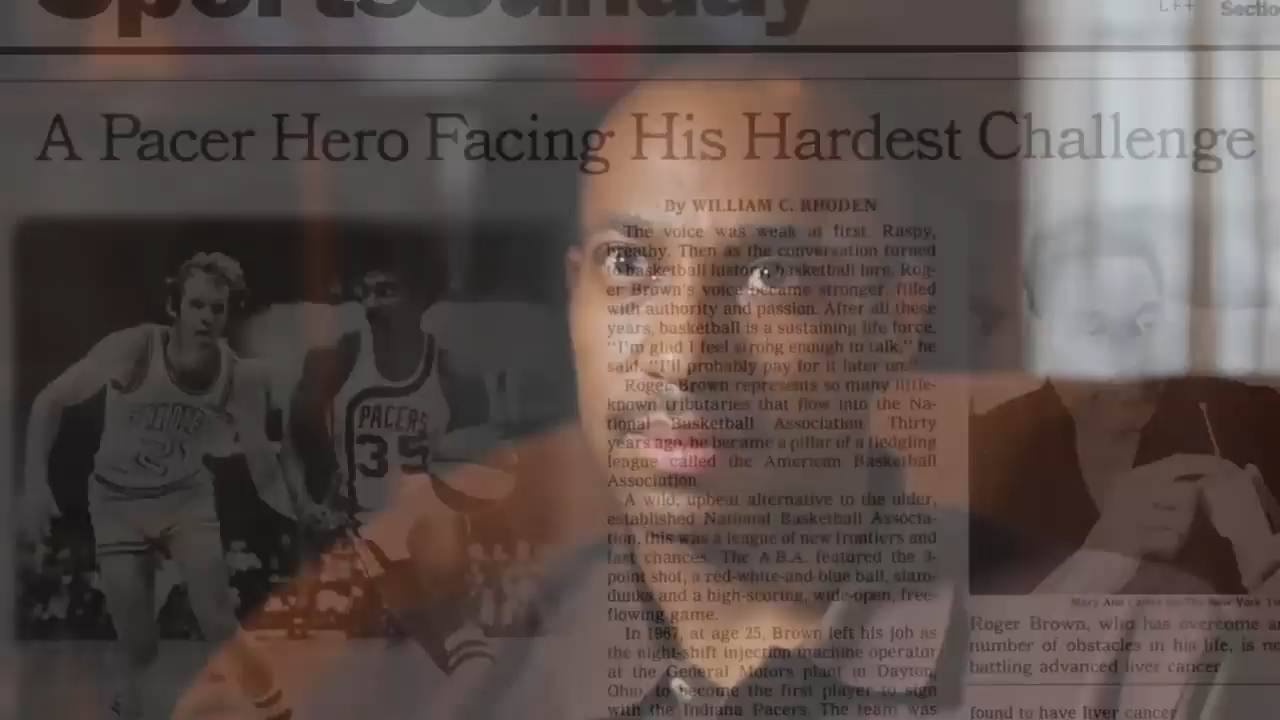 SportsSunday
C++ Section
A Pacer Hero Facing His Hardest Challenge
By WILLIAM C. RHODEN
The voice was weak at first. Raspy,
breathy. Then as the conversation turned
to basketball history, basketball lore, Rog-
er Brown's voice became stronger, filled
with authority and passion. After all these
years, basketball is a sustaining life force.
"I'm glad I feel strong enough to talk," he
said. "I'll probably pay for it later on."
Roger Brown represents so many little-
known tributaries that flow into the Na-
tional Basketball Association. Thirty
years ago, he became a pillar of a fledgling
league called the American Basketball
Association.
A wild, upbeat alternative to the older,
established National Basketball Associa-
tion, this was a league of new frontiers and
last chances. The A.B.A. featured the 3-
point shot, a red-white-and-blue ball, slam-
dunks and a high-scoring, wide-open, free-
flowing game.
In 1967, at age 25, Brown left his job as
the night-shift injection machine operator
at the General Motors plant in Dayton,
Ohio, to become the first player to sign
with the Indiana Pacers. The team was
PACERS
35
Mary Ann Carter for The New York
Roger Brown, who has overcome a
number of obstacles in his life, is
battling advanced liver cancer
found to have liver cancer